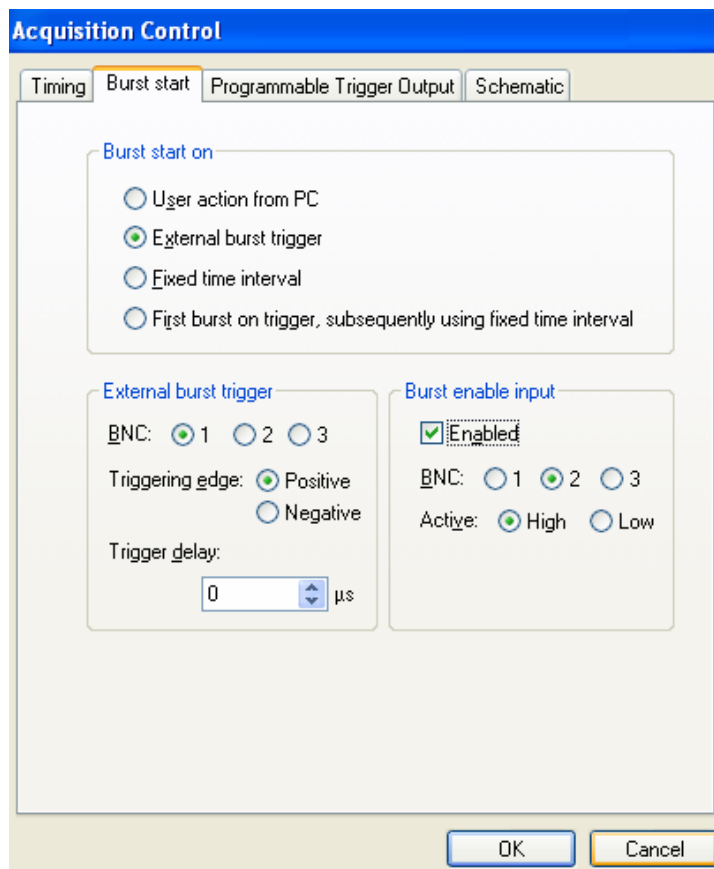 Acquisition Control
Timing Burst start Programmable Trigger Output Schematic
Burst start on
User action from PC
External burst trigger
Fixed time interval
First burst on trigger, subsequently using fixed time interval
External burst trigger
BNC: 1 2 3
Triggering edge: Positive
Negative
Trigger delay:
0 µs
Burst enable input
Enabled
BNC: 1 2 3
Active: High Low
OK Cancel